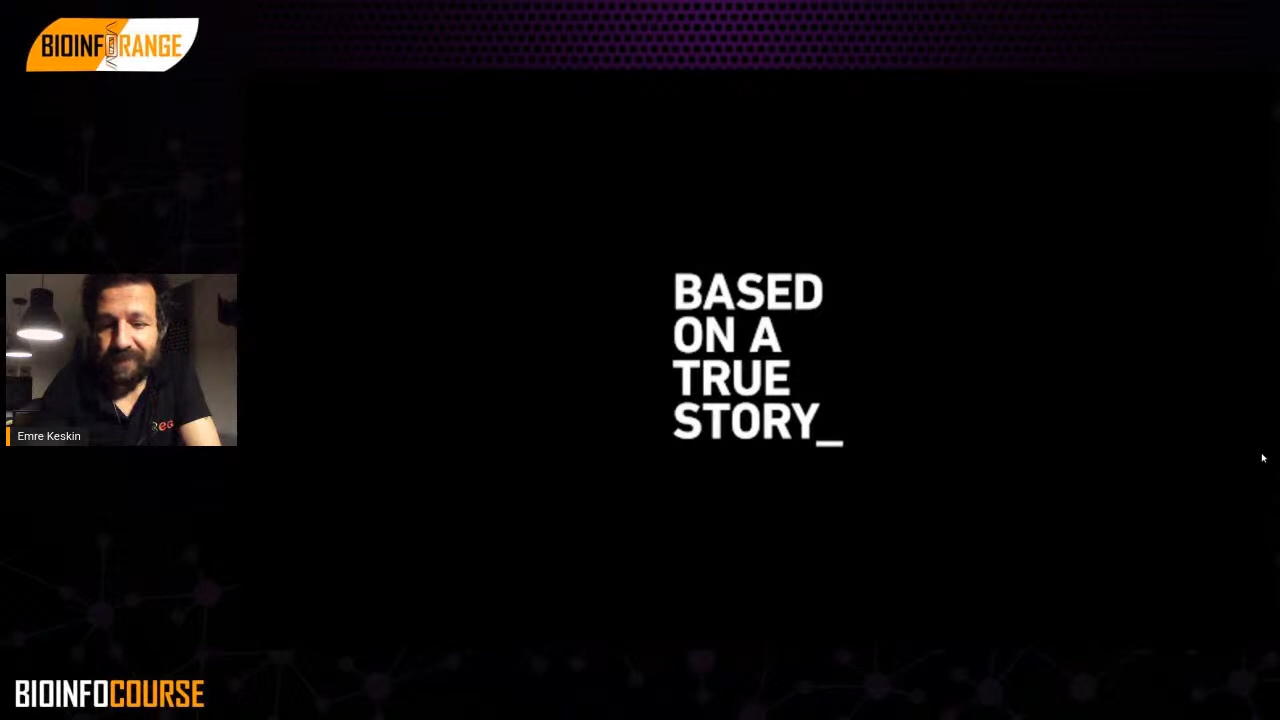 BIOINFORANGE
BASED
ON A
TRUE
STORY_
Emre Keskin
BIOINFOCOURSE